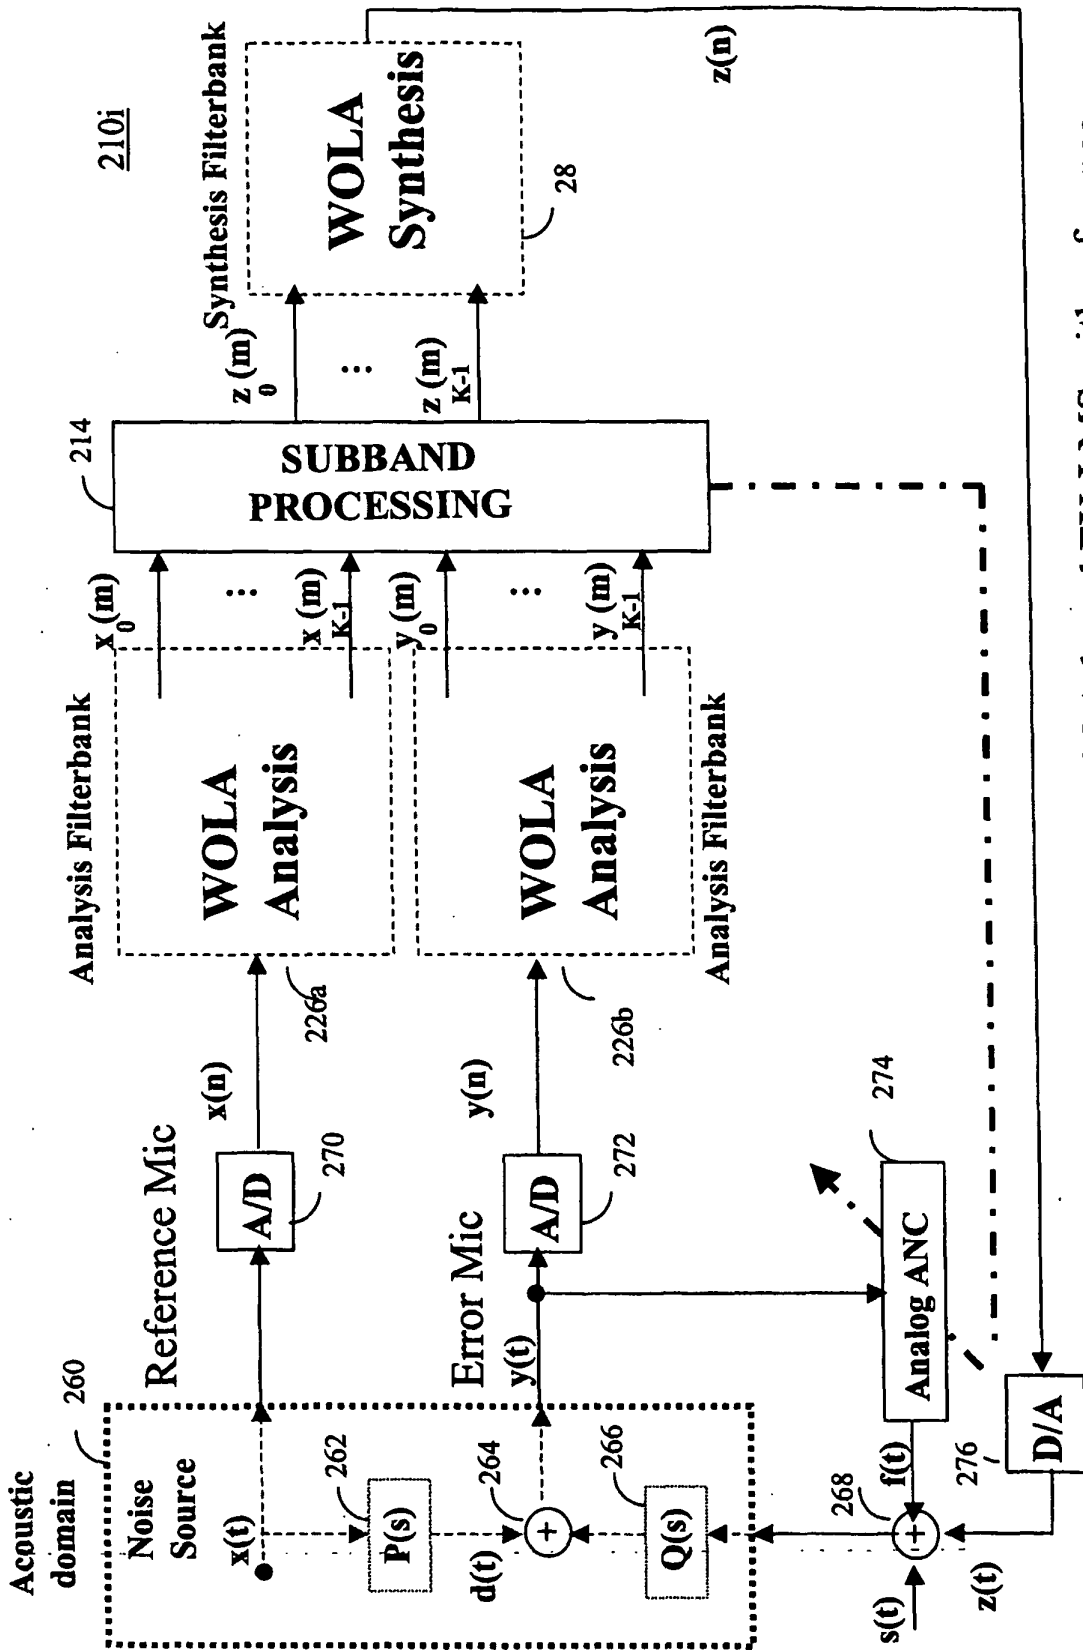 210i
Synthesis Filterbank
WOLA
Synthesis
28
z(n)
z0(m)
...
zK-1(m)
214
SUBBAND
PROCESSING
x0(m)
...
xK-1(m)
y0(m)
...
yK-1(m)
Analysis Filterbank
WOLA
Analysis
226a
WOLA
Analysis
226b
Analysis Filterbank
x(n)
y(n)
Reference Mic
A/D
270
Error Mic
y(t)
A/D
272
274
Analog ANC
Acoustic
domain
260
Noise
Source
x(t)
262
P(s)
d(t)
264
+
266
Q(s)
268
f(t)
+
s(t)
z(t)
276
D/A